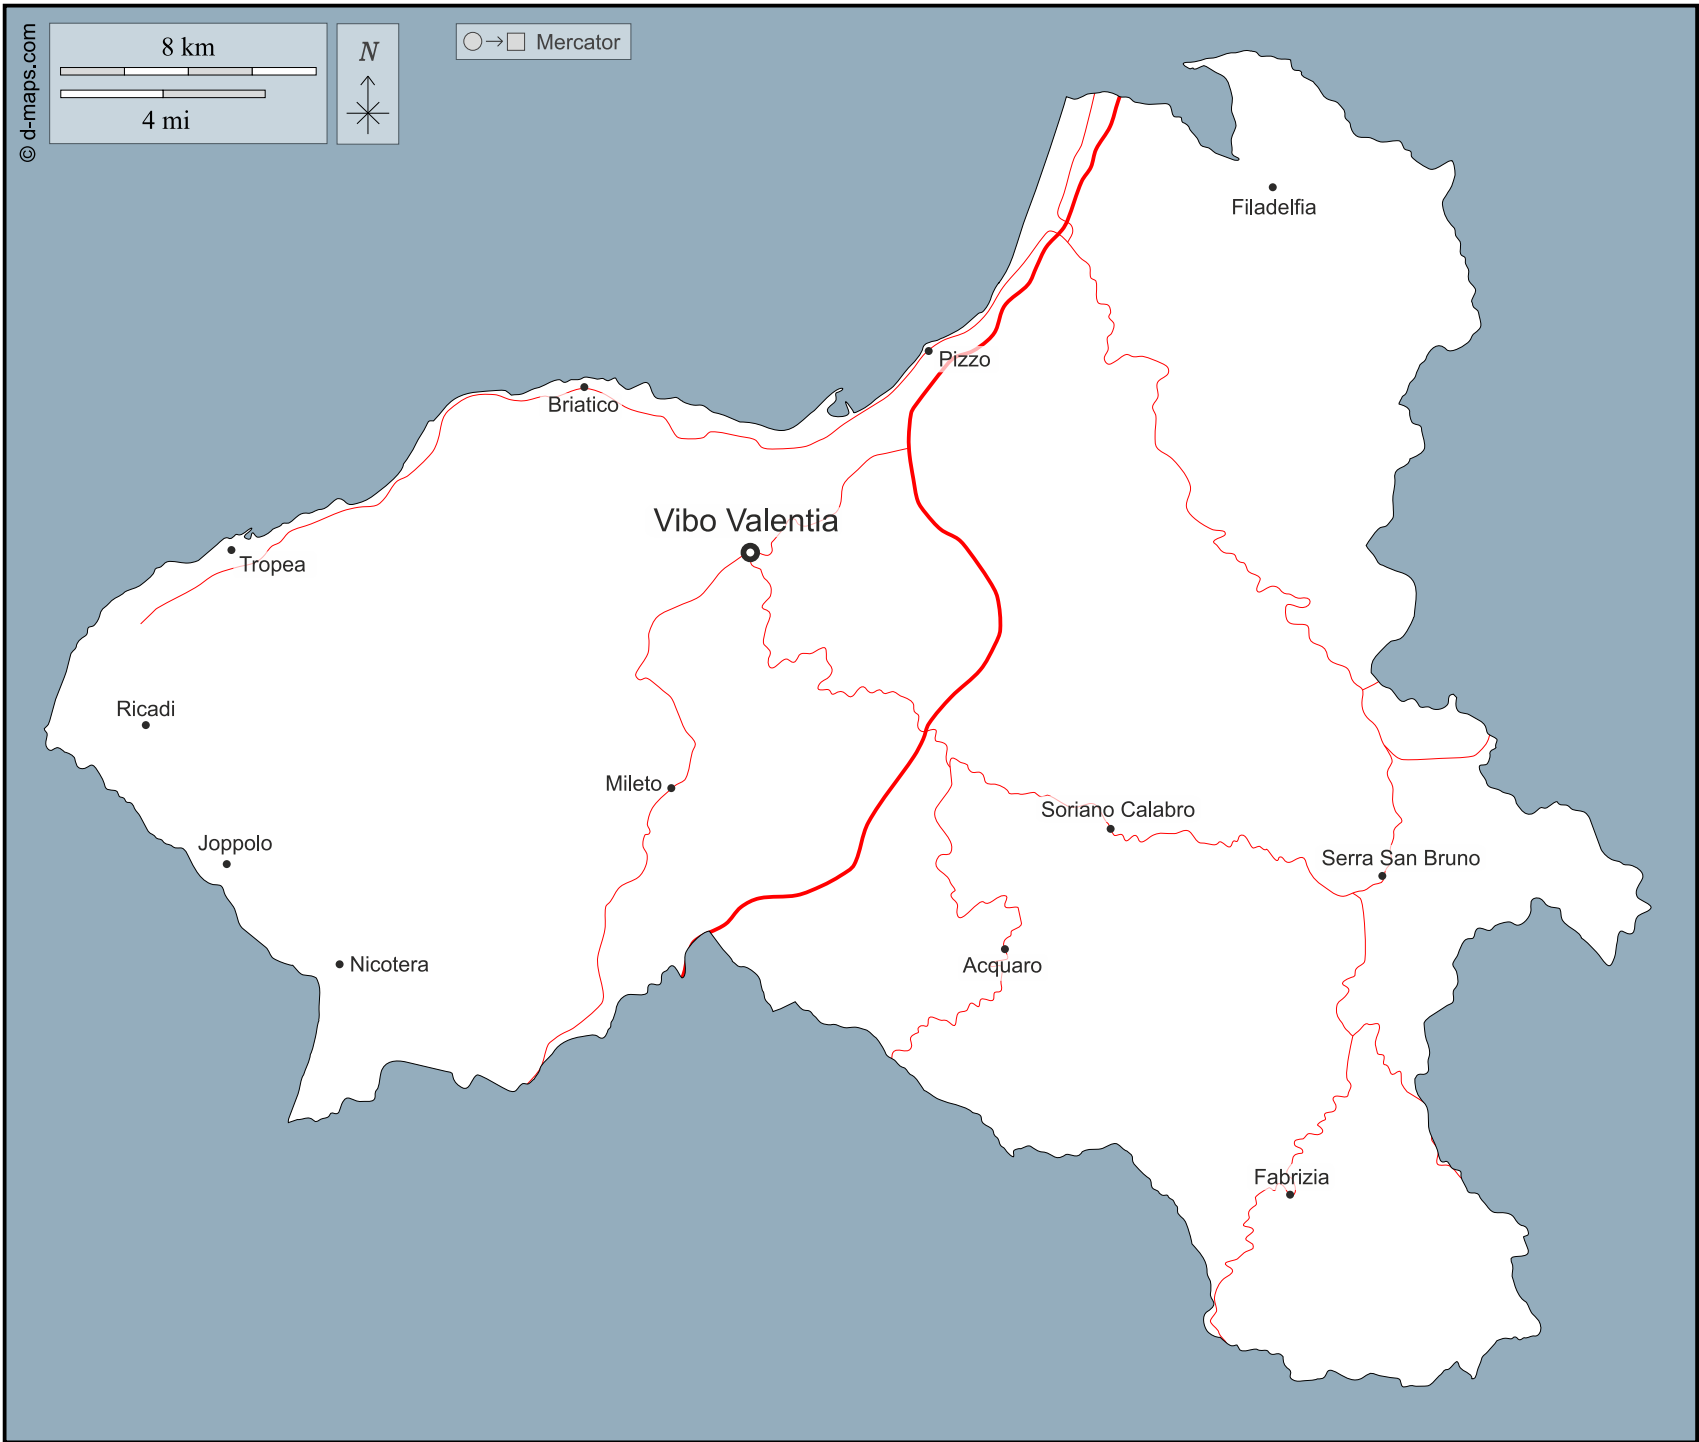 © d-maps.com
8 km
4 mi
N
Mercator
Filadelfia
Pizzo
Briatico
Vibo Valentia
Tropea
Ricadi
Mileto
Soriano Calabro
Joppolo
Serra San Bruno
Nicotera
Acquaro
Fabrizia